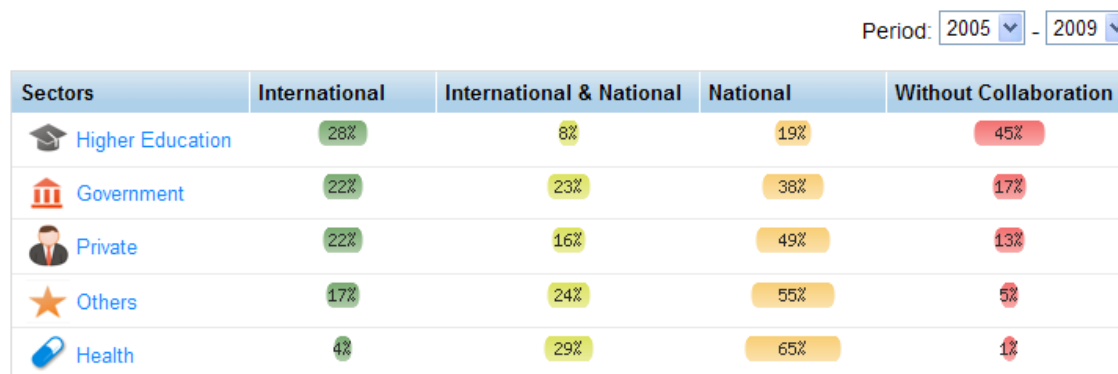 Period: 2005 - 2009
Sectors International International & National National Without Collaboration
Higher Education 28% 8% 19% 45%
Government 22% 23% 38% 17%
Private 22% 16% 49% 13%
Others 17% 24% 55% 5%
Health 4% 29% 65% 1%